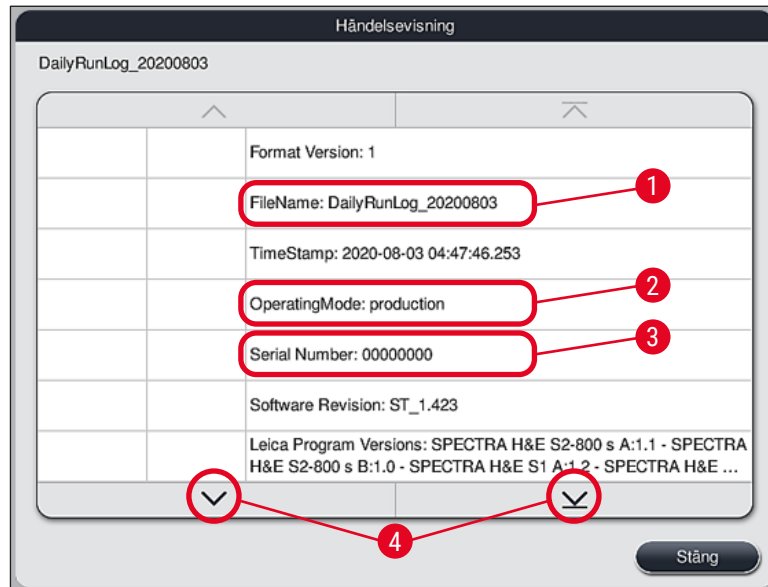 Händelsevisning
DailyRunLog_20200803
Format Version: 1
FileName: DailyRunLog_20200803
1
TimeStamp: 2020-08-03 04:47:46.253
OperatingMode: production
2
Serial Number: 00000000
3
Software Revision: ST_1.423
Leica Program Versions: SPECTRA H&E S2-800 s A:1.1 - SPECTRA
H&E S2-800 s B:1.0 - SPECTRA H&E S1 A:1.2 - SPECTRA H&E ...
4
Stäng